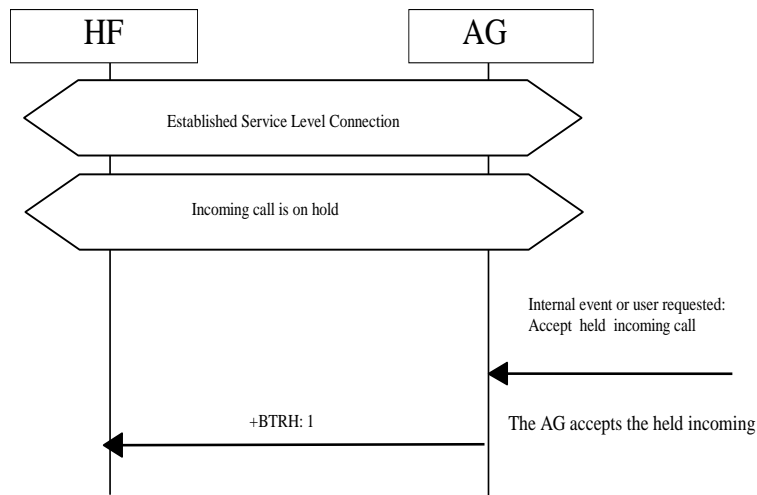 HF
AG
Established Service Level Connection
Incoming call is on hold
Internal event or user requested:
Accept held incoming call
+BTRH: 1
The AG accepts the held incoming